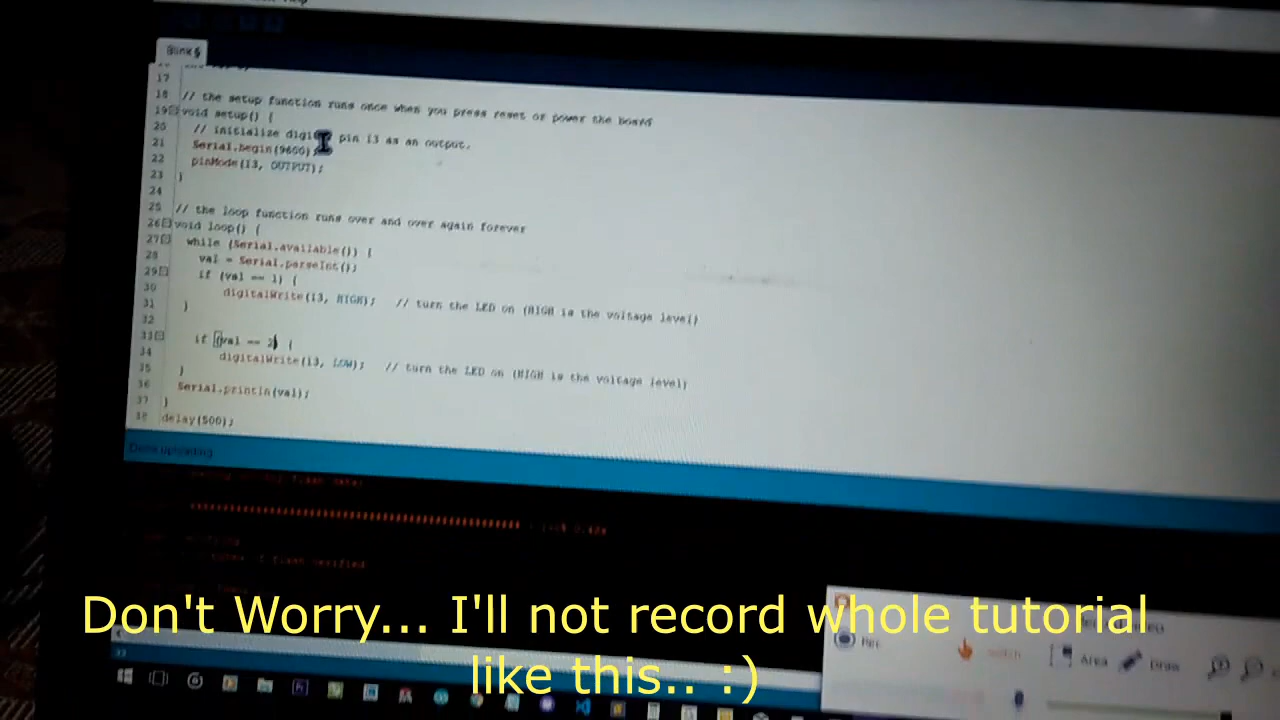 Blink §
17
18 // the setup function runs once when you press reset or power the board
19 void setup() {
20 // initialize pin 13 as an output.
21 Serial.begin(9600);
22 pinMode(13, OUTPUT);
23 }
24
25 // the loop function runs over and over again forever
26 void loop() {
27 while (Serial.available()) {
28 val = Serial.parseInt();
29 if (val == 1) {
30 digitalWrite(13, HIGH); // turn the LED on (HIGH is the voltage level)
31 }
32
33 if (val == 2) {
34 digitalWrite(13, LOW); // turn the LED on (HIGH is the voltage level)
35 }
36 Serial.println(val);
37 }
38 delay(500);
Done uploading
flash verified
Don't Worry... I'll not record whole tutorial
like this.. :)
Rec
Area
Draw